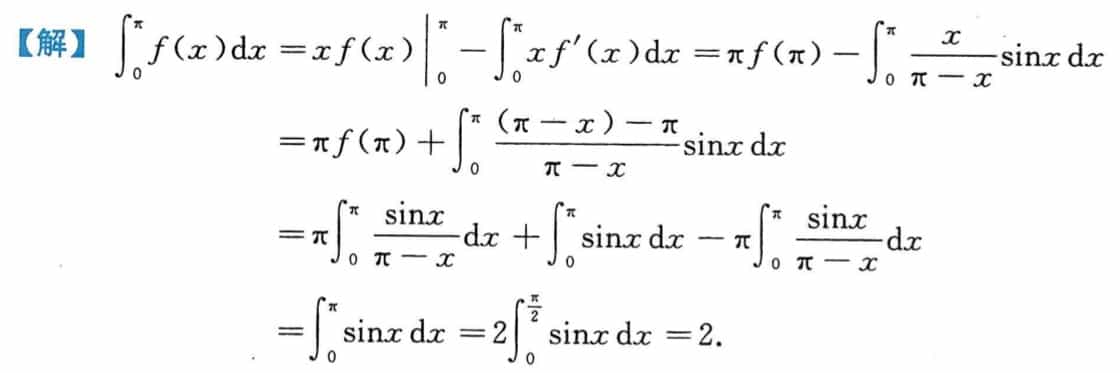 【解】 ∫₀^π f(x)dx = xf(x)|₀^π − ∫₀^π xf′(x)dx = πf(π) − ∫₀^π x/(π − x) sinx dx
= πf(π) + ∫₀^π ((π − x) − π)/(π − x) sinx dx
= π∫₀^π sinx/(π − x) dx + ∫₀^π sinx dx − π∫₀^π sinx/(π − x) dx
= ∫₀^π sinx dx = 2∫₀^(π/2) sinx dx = 2.